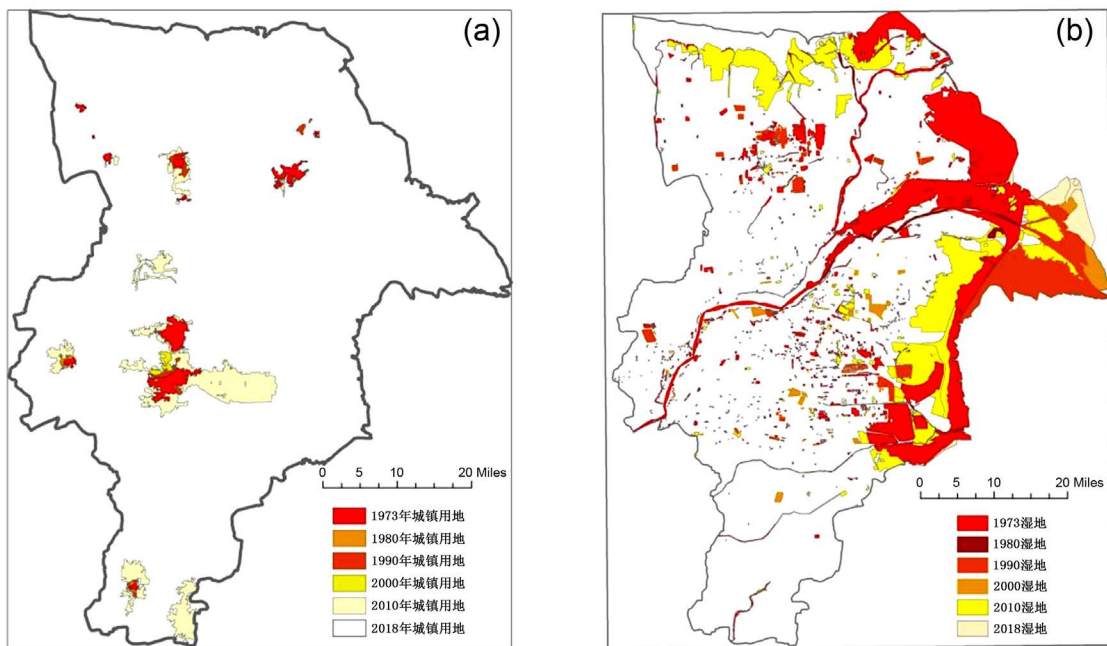 (a)
0 5 10 20 Miles
1973年城镇用地
1980年城镇用地
1990年城镇用地
2000年城镇用地
2010年城镇用地
2018年城镇用地
(b)
0 5 10 20 Miles
1973湿地
1980湿地
1990湿地
2000湿地
2010湿地
2018湿地